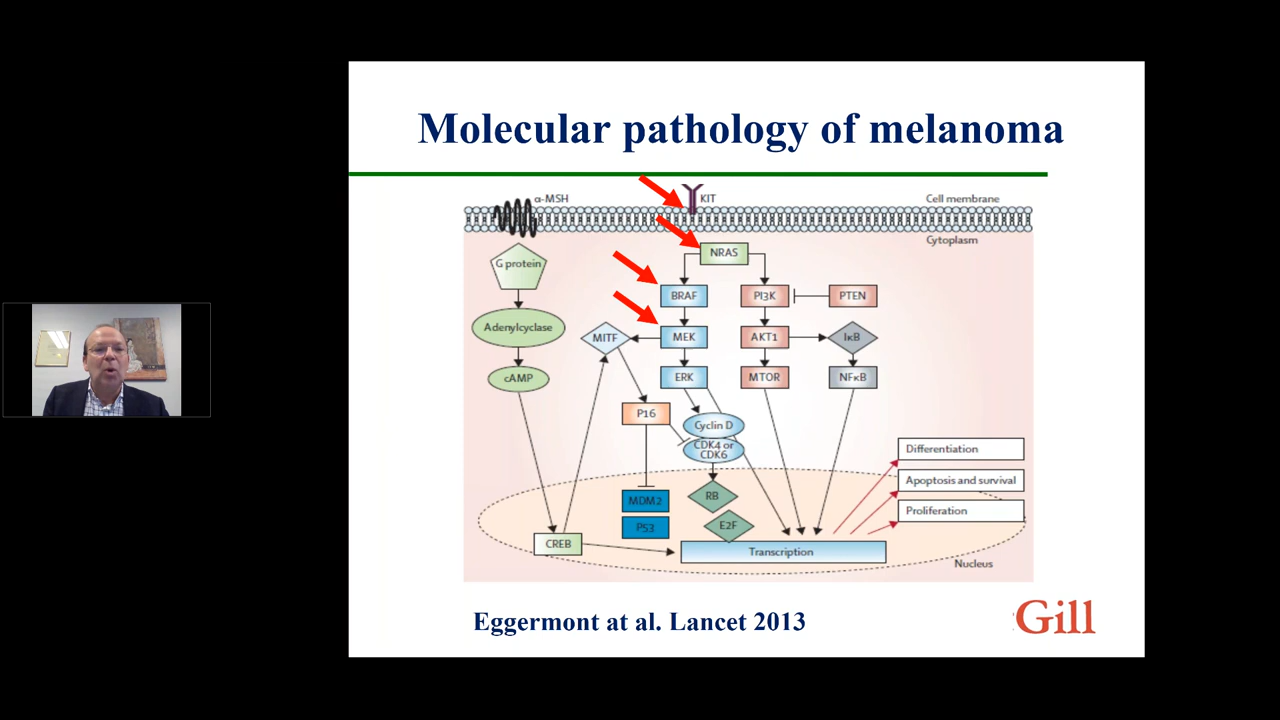 Molecular pathology of melanoma
α-MSH
KIT
Cell membrane
Cytoplasm
G protein
NRAS
BRAF
PI3K
PTEN
Adenylcyclase
MITF
MEK
AKT1
IκB
cAMP
ERK
MTOR
NFκB
P16
Cyclin D
CDK4 or
CDK6
Differentiation
Apoptosis and survival
Proliferation
MDM2
RB
P53
E2F
CREB
Transcription
Nucleus
Eggermont at al. Lancet 2013
Gill